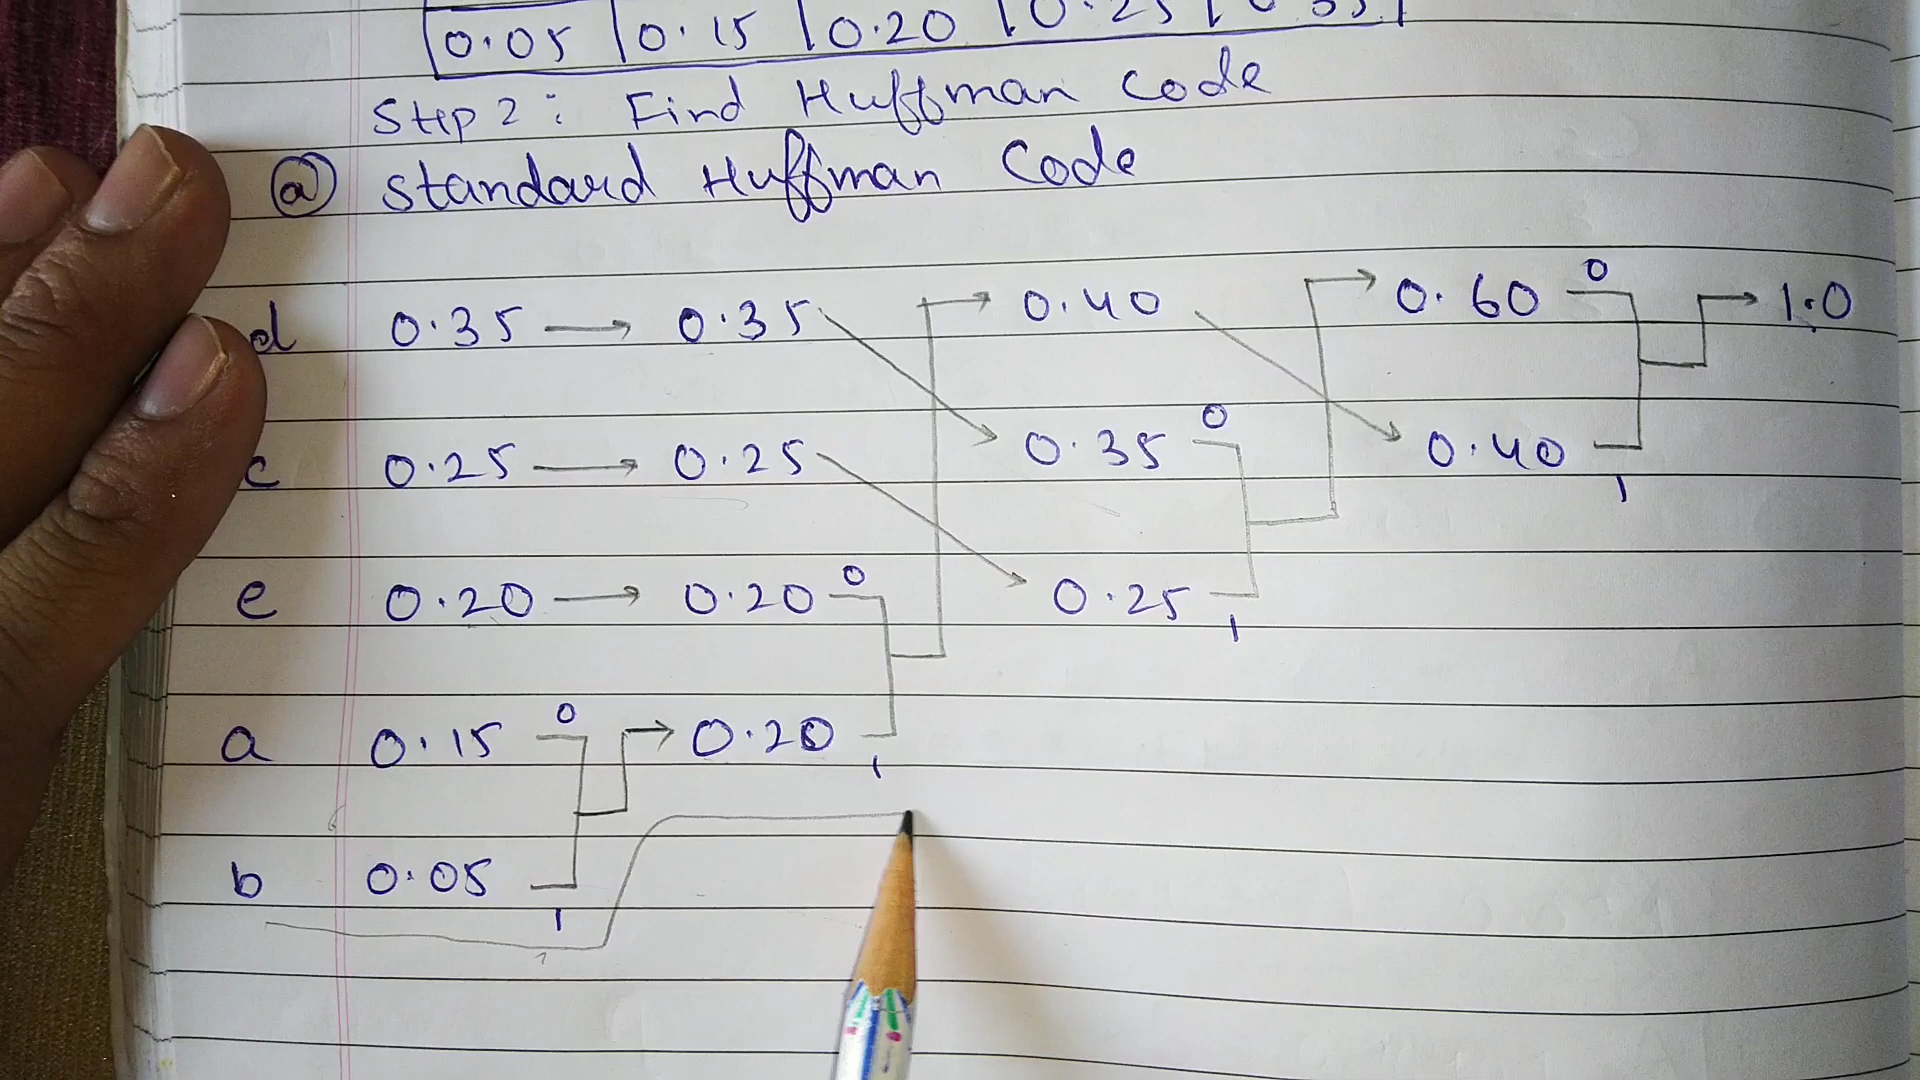 0.05 0.15 0.20 0.25
Step 2: Find Huffman Code
(a) Standard Huffman Code
d 0.35 → 0.35 → 0.40 → 0.60 0 → 1.0
c 0.25 → 0.25 0.35 0 0.40 1
e 0.20 → 0.20 0 0.25 1
a 0.15 0 → 0.20 1
b 0.05 1